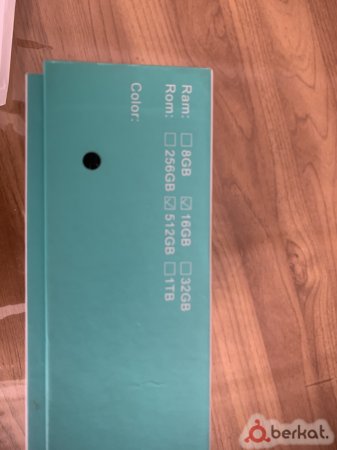 Ram: ☐8GB ☑16GB ☐32GB
Rom: ☐256GB ☑512GB ☐1TB
Color:
berkat.